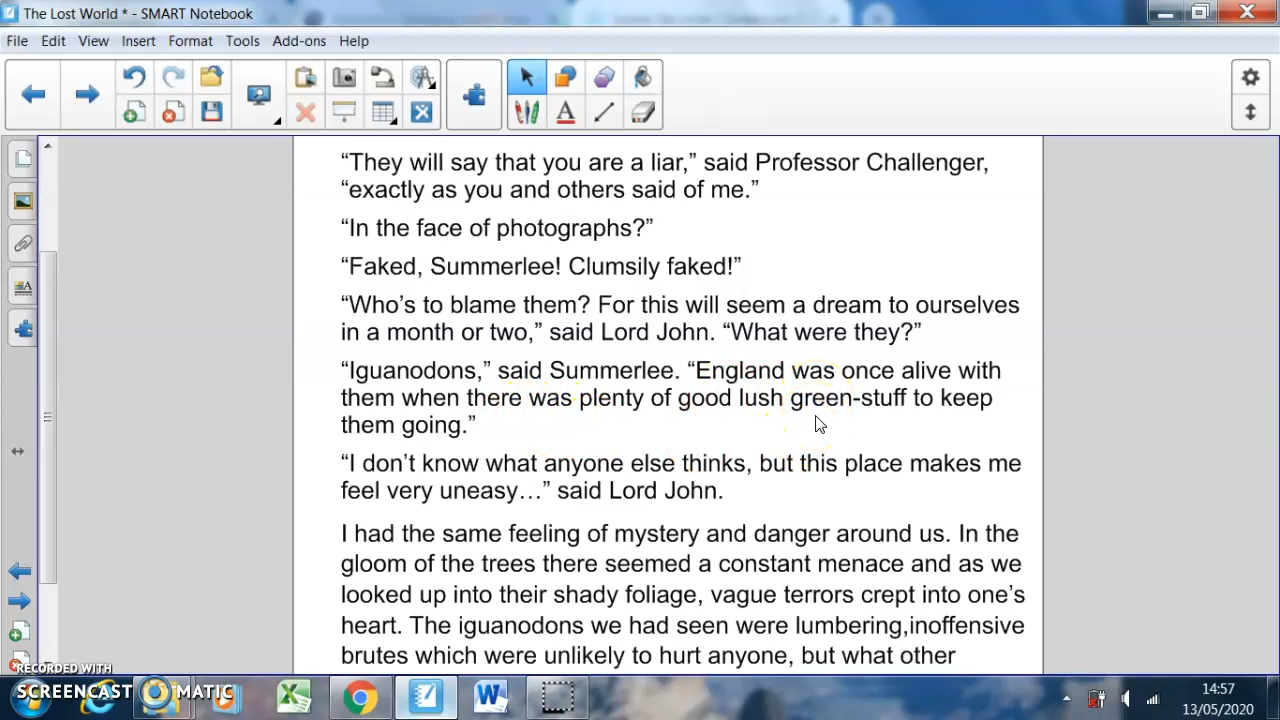 The Lost World * - SMART Notebook
File Edit View Insert Format Tools Add-ons Help
“They will say that you are a liar,” said Professor Challenger,
“exactly as you and others said of me.”
“In the face of photographs?”
“Faked, Summerlee! Clumsily faked!”
“Who’s to blame them? For this will seem a dream to ourselves
in a month or two,” said Lord John. “What were they?”
“Iguanodons,” said Summerlee. “England was once alive with
them when there was plenty of good lush green-stuff to keep
them going.”
“I don’t know what anyone else thinks, but this place makes me
feel very uneasy…” said Lord John.
I had the same feeling of mystery and danger around us. In the
gloom of the trees there seemed a constant menace and as we
looked up into their shady foliage, vague terrors crept into one’s
heart. The iguanodons we had seen were lumbering,inoffensive
brutes which were unlikely to hurt anyone, but what other
RECORDED WITH
SCREENCAST MATIC
14:57
13/05/2020